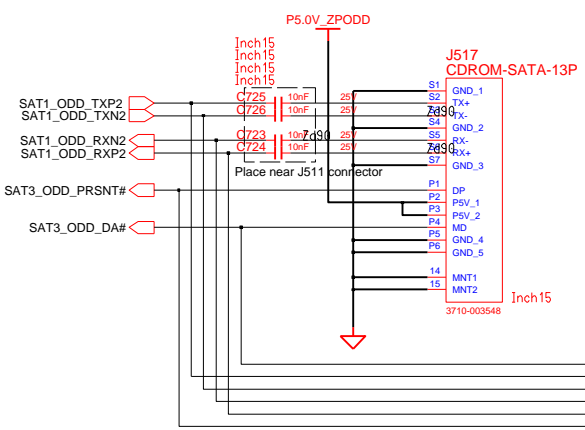 P5.0V_ZPODD
Inch15
Inch15
Inch15
Inch15
J517
CDROM-SATA-13P
SAT1_ODD_TXP2
SAT1_ODD_TXN2
SAT1_ODD_RXN2
SAT1_ODD_RXP2
SAT3_ODD_PRSNT#
SAT3_ODD_DA#
C725 10nF 25V
C726 10nF 25V
C723 10nF 25V
C724 10nF 25V
7d90
Place near J511 connector
S1 GND_1
S2 TX+
TX-
7d90
S4 GND_2
S5 RX-
RX+
7d90
S7 GND_3
P1 DP
P2 P5V_1
P3 P5V_2
P4 MD
P5 GND_4
P6 GND_5
14 MNT1
15 MNT2
Inch15
3710-003548